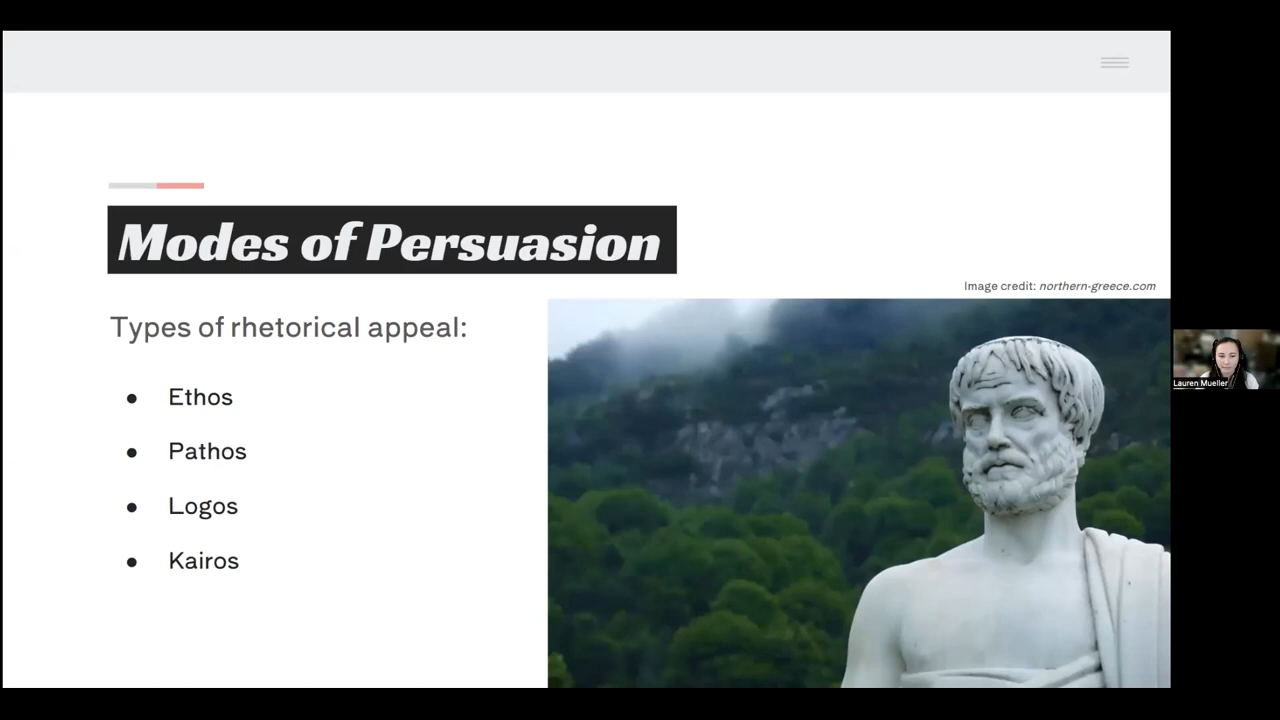 Modes of Persuasion
Image credit: northern-greece.com
Types of rhetorical appeal:
● Ethos
● Pathos
● Logos
● Kairos
Lauren Mueller